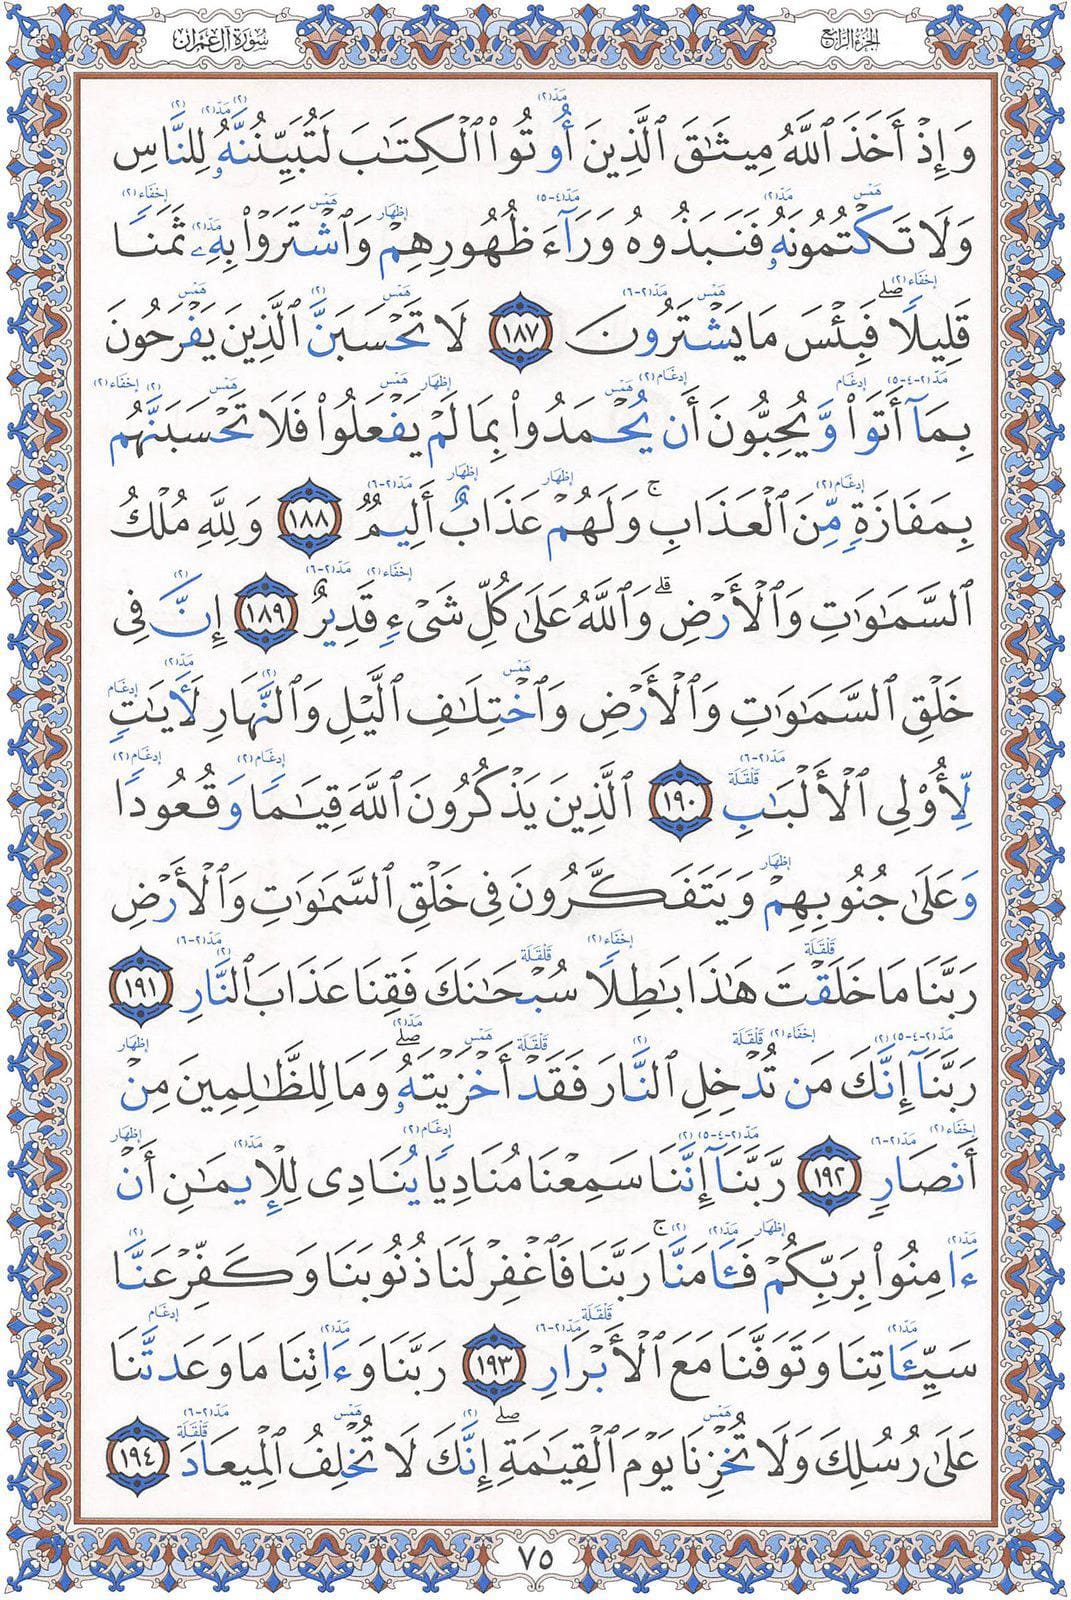 سورة آل عمران
الجزء الرابع
وَإِذْ أَخَذَ ٱللَّهُ مِيثَٰقَ ٱلَّذِينَ أُوتُوا۟ ٱلْكِتَٰبَ لَتُبَيِّنُنَّهُۥ لِلنَّاسِ
وَلَا تَكْتُمُونَهُۥ فَنَبَذُوهُ وَرَآءَ ظُهُورِهِمْ وَٱشْتَرَوْا۟ بِهِۦ ثَمَنًا
قَلِيلًا ۖ فَبِئْسَ مَا يَشْتَرُونَ ١٨٧ لَا تَحْسَبَنَّ ٱلَّذِينَ يَفْرَحُونَ
بِمَآ أَتَوا۟ وَّيُحِبُّونَ أَن يُحْمَدُوا۟ بِمَا لَمْ يَفْعَلُوا۟ فَلَا تَحْسَبَنَّهُم
بِمَفَازَةٍ مِّنَ ٱلْعَذَابِ ۖ وَلَهُمْ عَذَابٌ أَلِيمٌ ١٨٨ وَلِلَّهِ مُلْكُ
ٱلسَّمَٰوَٰتِ وَٱلْأَرْضِ ۗ وَٱللَّهُ عَلَىٰ كُلِّ شَىْءٍ قَدِيرٌ ١٨٩ إِنَّ فِى
خَلْقِ ٱلسَّمَٰوَٰتِ وَٱلْأَرْضِ وَٱخْتِلَٰفِ ٱلَّيْلِ وَٱلنَّهَارِ لَءَايَٰتٍ
لِّأُو۟لِى ٱلْأَلْبَٰبِ ١٩٠ ٱلَّذِينَ يَذْكُرُونَ ٱللَّهَ قِيَٰمًا وَقُعُودًا
وَعَلَىٰ جُنُوبِهِمْ وَيَتَفَكَّرُونَ فِى خَلْقِ ٱلسَّمَٰوَٰتِ وَٱلْأَرْضِ
رَبَّنَا مَا خَلَقْتَ هَٰذَا بَٰطِلًا سُبْحَٰنَكَ فَقِنَا عَذَابَ ٱلنَّارِ ١٩١
رَبَّنَآ إِنَّكَ مَن تُدْخِلِ ٱلنَّارَ فَقَدْ أَخْزَيْتَهُۥ ۖ وَمَا لِلظَّٰلِمِينَ مِنْ
أَنصَارٍ ١٩٢ رَّبَّنَآ إِنَّنَا سَمِعْنَا مُنَادِيًا يُنَادِى لِلْإِيمَٰنِ أَنْ
ءَامِنُوا۟ بِرَبِّكُمْ فَـَٔامَنَّا ۚ رَبَّنَا فَٱغْفِرْ لَنَا ذُنُوبَنَا وَكَفِّرْ عَنَّا
سَيِّـَٔاتِنَا وَتَوَفَّنَا مَعَ ٱلْأَبْرَارِ ١٩٣ رَبَّنَا وَءَاتِنَا مَا وَعَدتَّنَا
عَلَىٰ رُسُلِكَ وَلَا تُخْزِنَا يَوْمَ ٱلْقِيَٰمَةِ ۖ إِنَّكَ لَا تُخْلِفُ ٱلْمِيعَادَ ١٩٤
٧٥